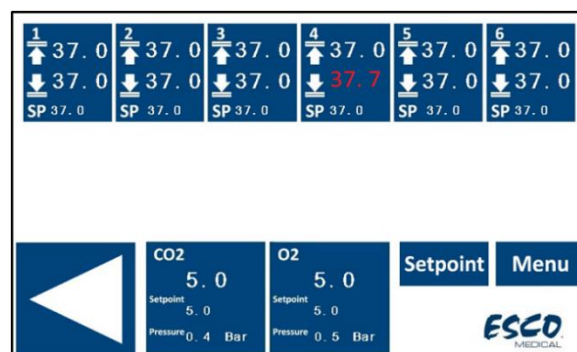 1 2 3 4 5 6
37.0 37.0 37.0 37.0 37.0 37.0
37.0 37.0 37.0 37.7 37.0 37.0
SP 37.0 SP 37.0 SP 37.0 SP 37.0 SP 37.0 SP 37.0
CO2
5.0
Setpoint
5.0
Pressure 0.4 Bar
O2
5.0
Setpoint
5.0
Pressure 0.5 Bar
Setpoint
Menu
ESCO
MEDICAL